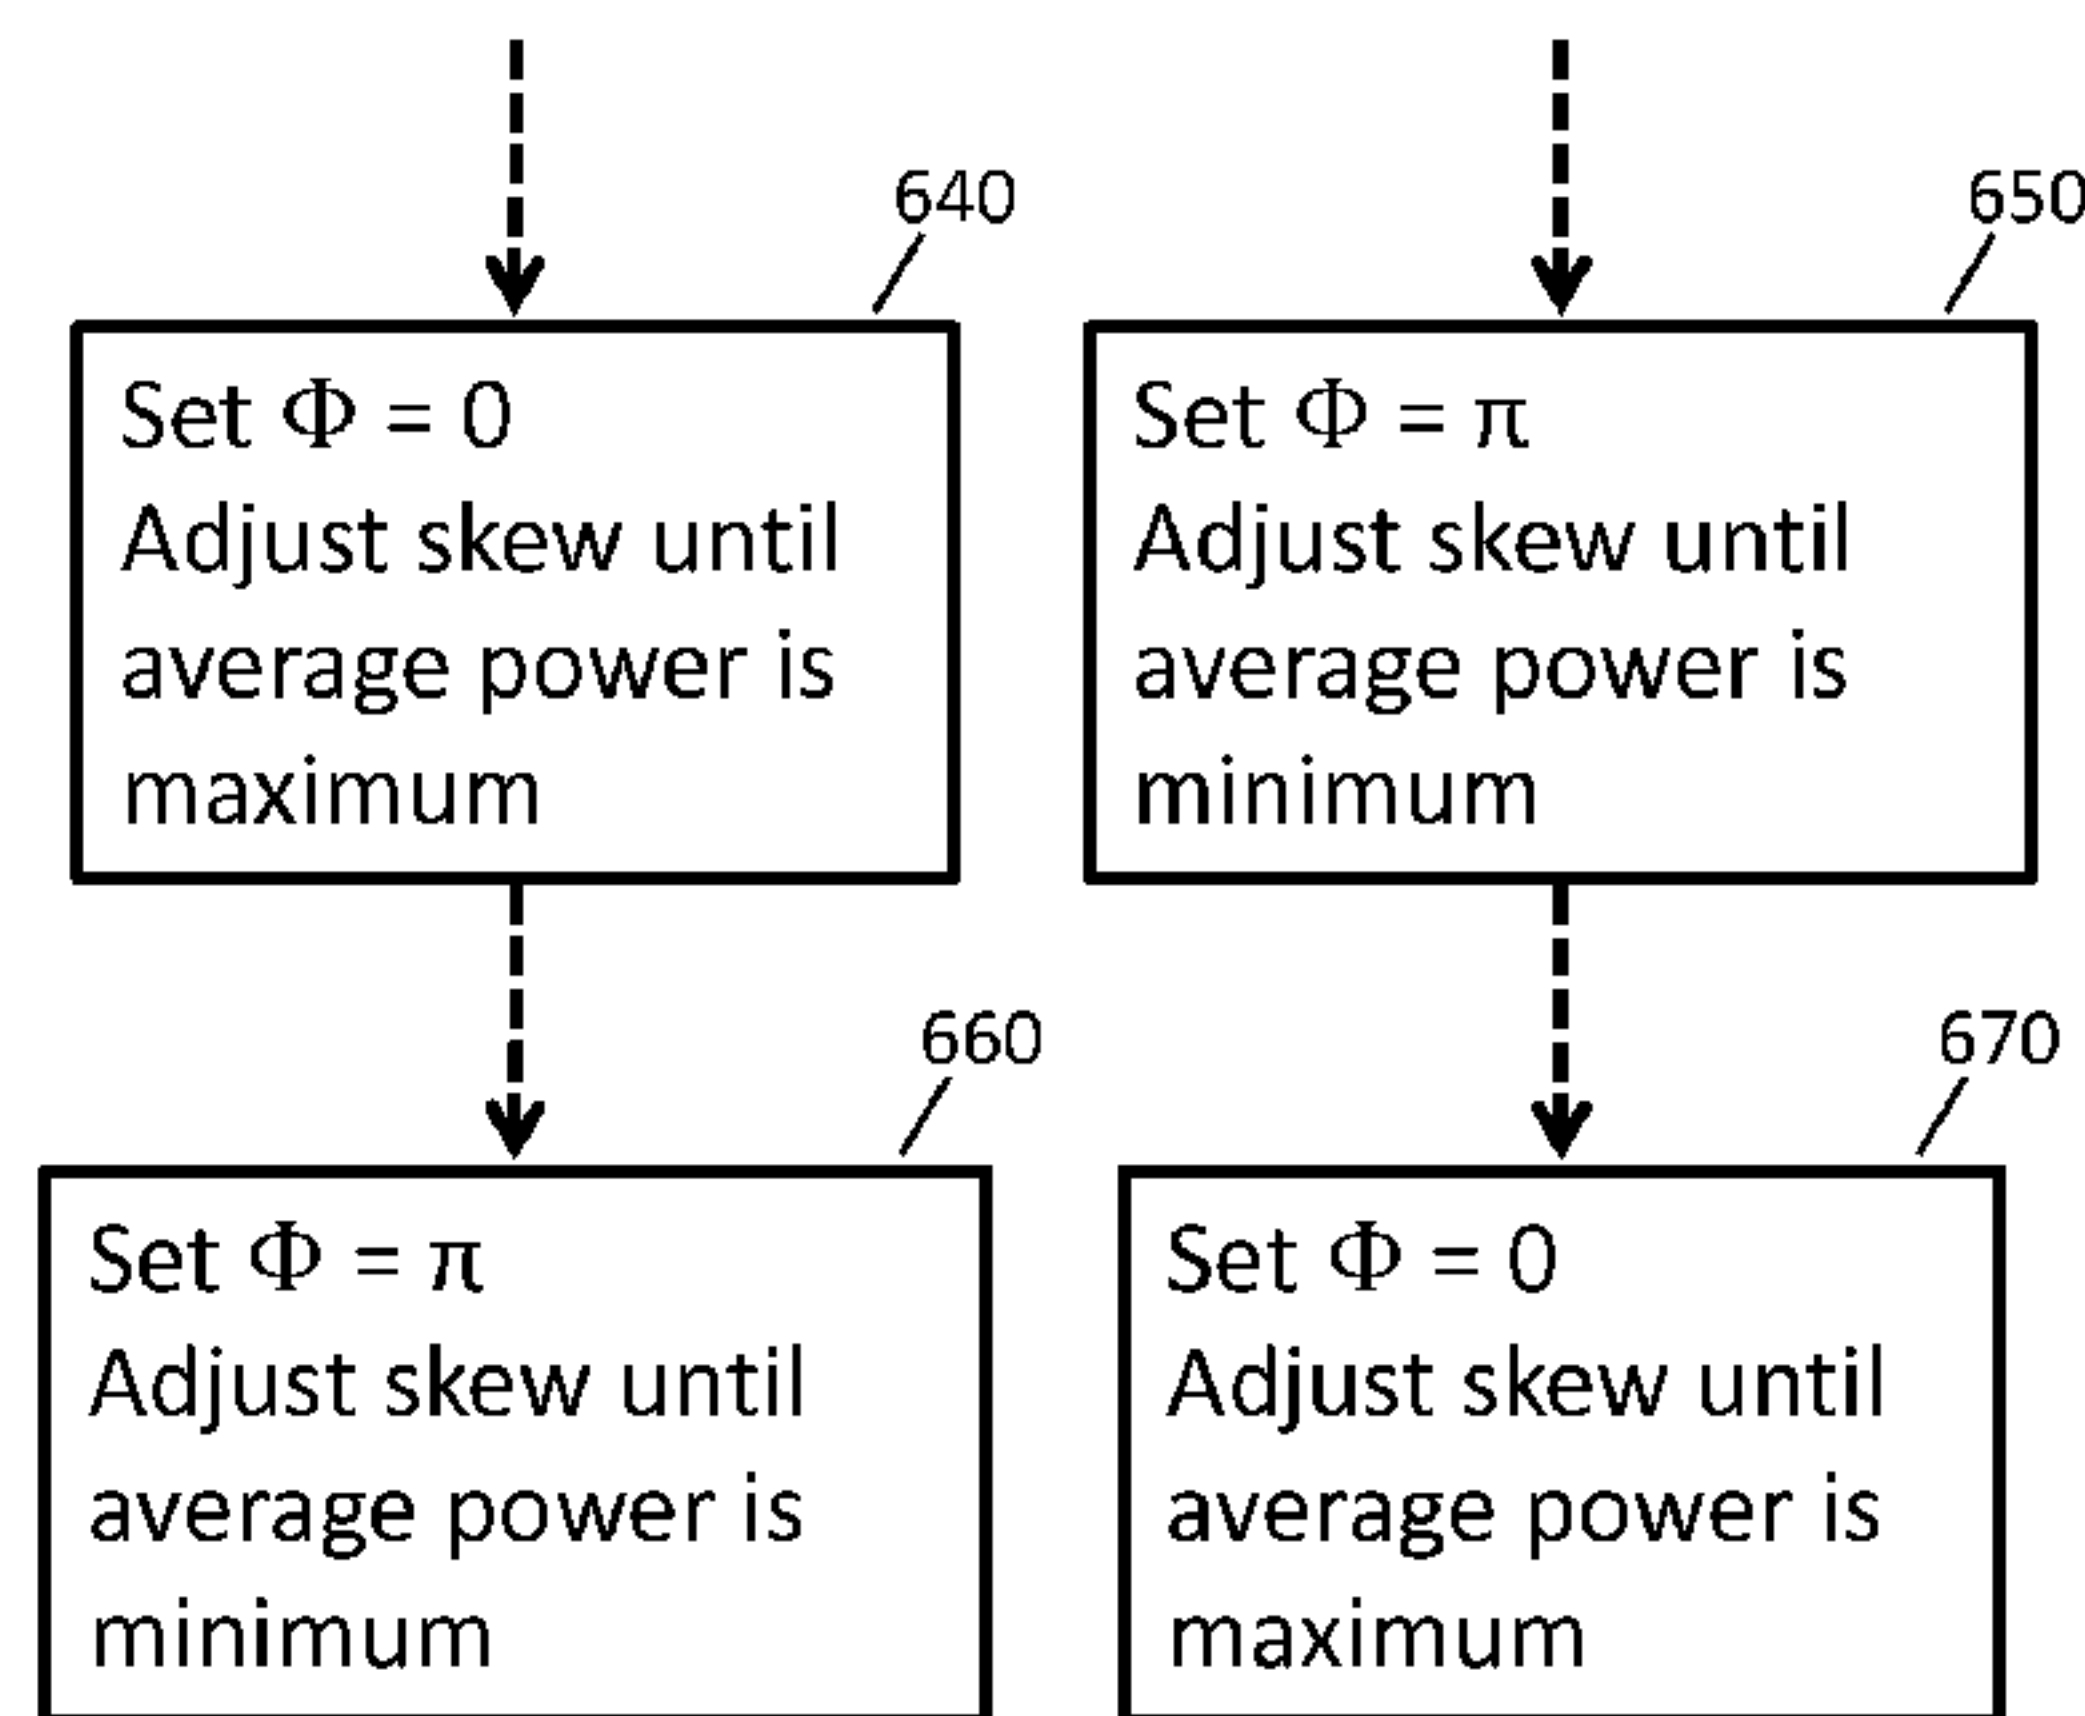 640
Set Φ = 0
Adjust skew until
average power is
maximum
650
Set Φ = π
Adjust skew until
average power is
minimum
660
Set Φ = π
Adjust skew until
average power is
minimum
670
Set Φ = 0
Adjust skew until
average power is
maximum